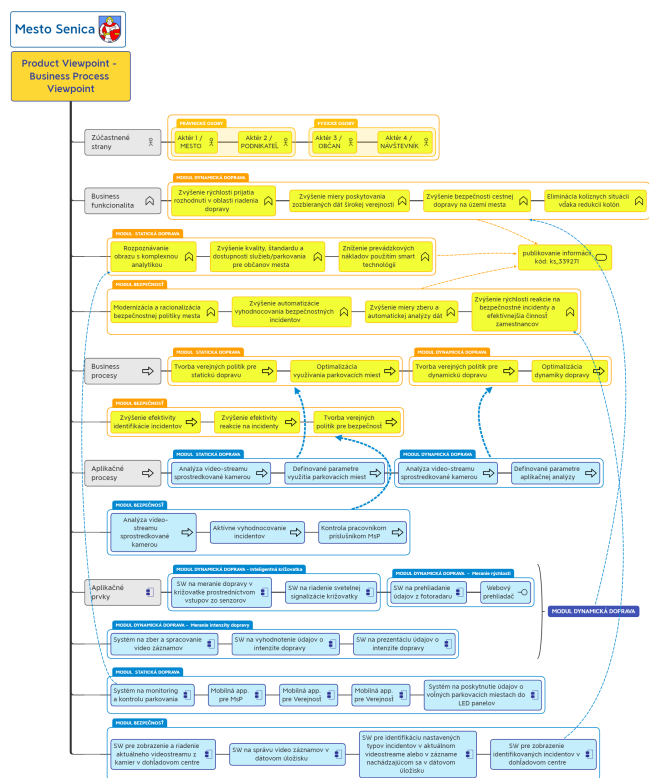 Mesto Senica
Product Viewpoint -
Business Process
Viewpoint
Zúčastnené
strany
PRÁVNICKÉ OSOBY
Aktér 1 /
MESTO
Aktér 2 /
PODNIKATEĽ
FYZICKÉ OSOBY
Aktér 3 /
OBČAN
Aktér 4 /
NÁVŠTEVNÍK
Business
funkcionalita
MODUL DYNAMICKÁ DOPRAVA
Zvýšenie rýchlosti prijatia
rozhodnutí v oblasti riadenia
dopravy
Zvýšenie miery poskytovania
zozbieraných dát širokej verejnosti
Zvýšenie bezpečnosti cestnej
dopravy na území mesta
Eliminácia kolíznych situácií
vďaka redukcii kolón
MODUL STATICKÁ DOPRAVA
Rozpoznávanie
obrazu s komplexnou
analytikou
Zvýšenie kvality, štandardu a
dostupnosti služieb/parkovania
pre občanov mesta
Zníženie prevádzkových
nákladov použitím smart
technológií
publikovanie informácií,
kód: ks_339271
MODUL BEZPEČNOSŤ
Modernizácia a racionalizácia
bezpečnostnej politiky mesta
Zvýšenie automatizácie
vyhodnocovania bezpečnostných
incidentov
Zvýšenie miery zberu a
automatickej analýzy dát
Zvýšenie rýchlosti reakcie na
bezpečnostné incidenty a
efektívnejšia činnosť
zamestnancov
Business
procesy
MODUL STATICKÁ DOPRAVA
Tvorba verejných politík pre
statickú dopravu
Optimalizácia
využívania parkovacích miest
MODUL DYNAMICKÁ DOPRAVA
Tvorba verejných politík pre
dynamickú dopravu
Optimalizácia
dynamiky dopravy
MODUL BEZPEČNOSŤ
Zvýšenie efektivity
identifikácie incidentov
Zvýšenie efektivity
reakcie na incidenty
Tvorba verejných
politík pre bezpečnosť
Aplikačné
procesy
MODUL STATICKÁ DOPRAVA
Analýza video-streamu
sprostredkované kamerou
Definované parametre
využitia parkovacích miest
MODUL DYNAMICKÁ DOPRAVA
Analýza video-streamu
sprostredkované kamerou
Definované parametre
aplikačnej analýzy
MODUL BEZPEČNOSŤ
Analýza video-
streamu
sprostredkované
kamerou
Aktívne vyhodnocovanie
incidentov
Kontrola pracovníkom
príslušníkom MsP
Aplikačné
prvky
MODUL DYNAMICKÁ DOPRAVA - Inteligentná križovatka
SW na meranie dopravy v
križovatke prostredníctvom
vstupov zo senzorov
SW na riadenie svetelnej
signalizácie križovatky
MODUL DYNAMICKÁ DOPRAVA - Meranie rýchlosti
SW na prehliadanie
údajov z fotoradaru
Webový
prehliadač
MODUL DYNAMICKÁ DOPRAVA
MODUL DYNAMICKÁ DOPRAVA - Meranie intenzity dopravy
Systém na zber a spracovanie
video záznamov
SW na vyhodnotenie údajov o
intenzite dopravy
SW na prezentáciu údajov o
intenzite dopravy
MODUL STATICKÁ DOPRAVA
Systém na monitoring
a kontrolu parkovania
Mobilná app.
pre MsP
Mobilná app.
pre Verejnosť
Mobilná app.
pre Verejnosť
Systém na poskytnutie údajov o
voľných parkovacích miestach do
LED panelov
MODUL BEZPEČNOSŤ
SW pre zobrazenie a riadenie
aktuálneho videostreamu z
kamier v dohľadovom centre
SW na správu video záznamov v
dátovom úložisku
SW pre identifikáciu nastavených
typov incidentov v aktuálnom
videostreame alebo v zázname
nachádzajúcom sa v dátovom
úložisku
SW pre zobrazenie
identifikovaných incidentov v
dohľadovom centre